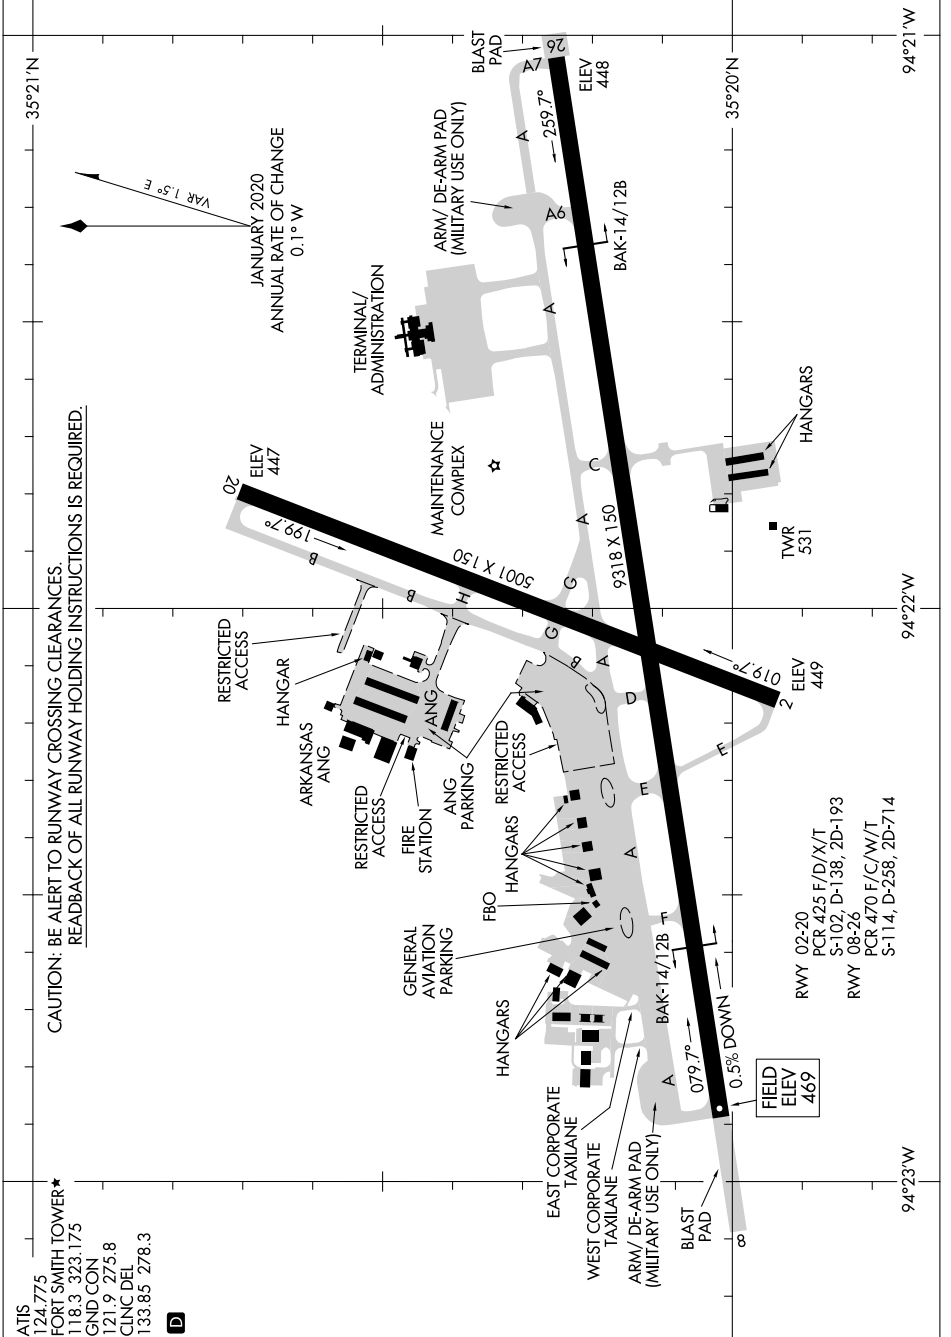 ATIS
124.775
FORT SMITH TOWER★
118.3 323.175
GND CON
121.9 275.8
CLNC DEL
133.85 278.3
D
CAUTION: BE ALERT TO RUNWAY CROSSING CLEARANCES.
READBACK OF ALL RUNWAY HOLDING INSTRUCTIONS IS REQUIRED.
35°21'N
VAR 1.5° E
JANUARY 2020
ANNUAL RATE OF CHANGE
0.1° W
20
ELEV
447
199.7°
B
B
H
5001 X 150
G
G
B
RESTRICTED
ACCESS
HANGAR
ARKANSAS
ANG
RESTRICTED
ACCESS
FIRE
STATION
ANG
ANG
PARKING
RESTRICTED
ACCESS
HANGARS
FBO
GENERAL
AVIATION
PARKING
HANGARS
EAST CORPORATE
TAXILANE
WEST CORPORATE
TAXILANE
ARM/ DE-ARM PAD
(MILITARY USE ONLY)
BLAST
PAD
8
MAINTENANCE
COMPLEX
TERMINAL/
ADMINISTRATION
ARM/ DE-ARM PAD
(MILITARY USE ONLY)
BLAST
PAD
26
A7
ELEV
448
A
259.7°
A6
BAK-14/12B
A
C
A
9318 X 150
A
D
E
E
A
F
BAK-14/12B
A
079.7°
0.5% DOWN
FIELD
ELEV
469
019.7°
2
ELEV
449
HANGARS
TWR
531
RWY 02-20
PCR 425 F/D/X/T
S-102, D-138, 2D-193
RWY 08-26
PCR 470 F/C/W/T
S-114, D-258, 2D-714
35°20'N
94°21'W
94°22'W
94°23'W